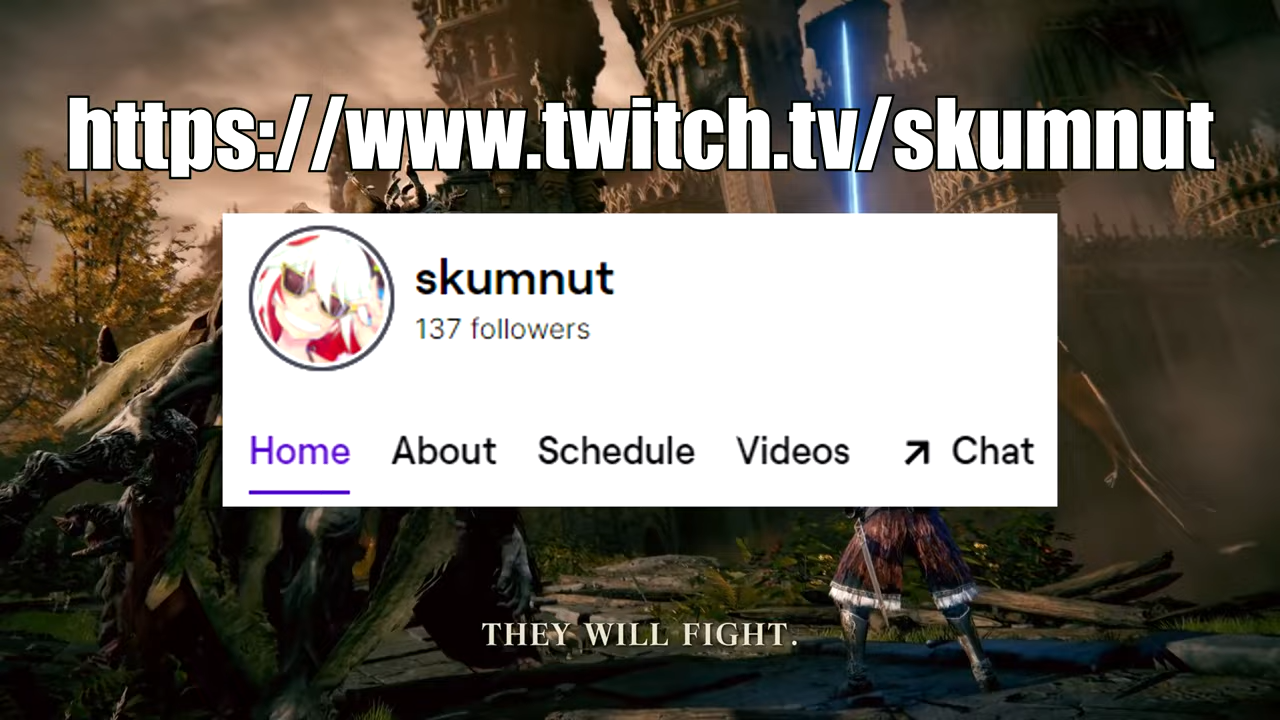 https://www.twitch.tv/skumnut
skumnut
137 followers
Home About Schedule Videos Chat
THEY WILL FIGHT.